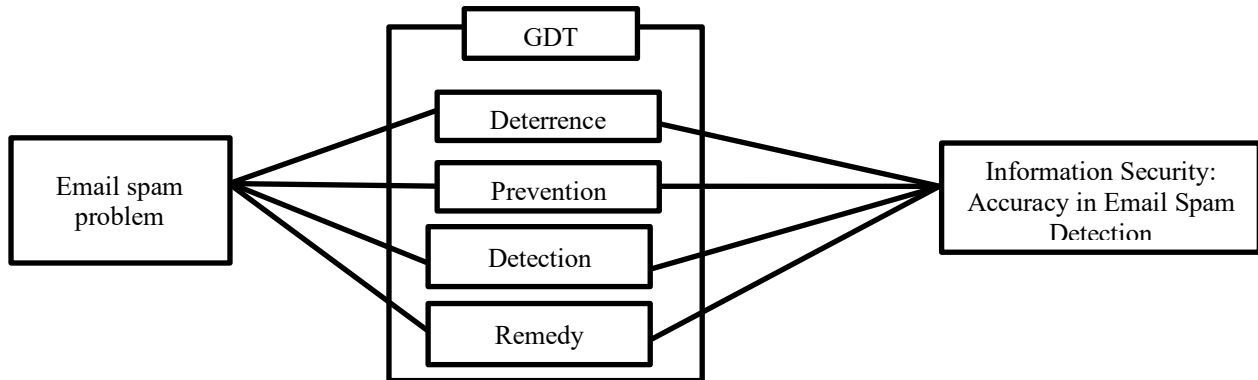 GDT
Deterrence
Email spam
problem
Prevention
Detection
Remedy
Information Security:
Accuracy in Email Spam
Detection